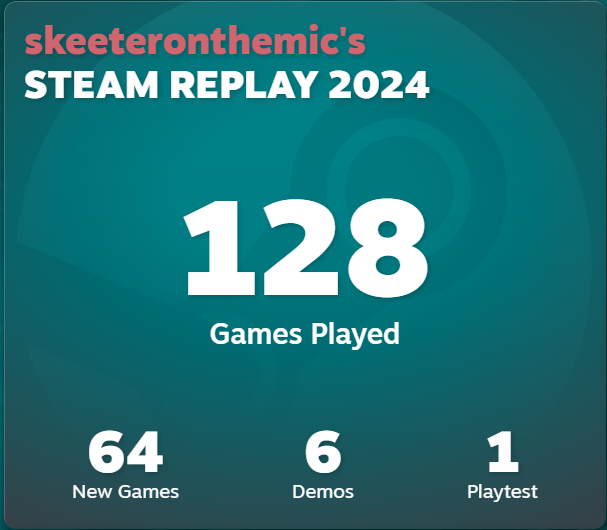 skeeteronthemic's
STEAM REPLAY 2024
128
Games Played
64
New Games
6
Demos
1
Playtest